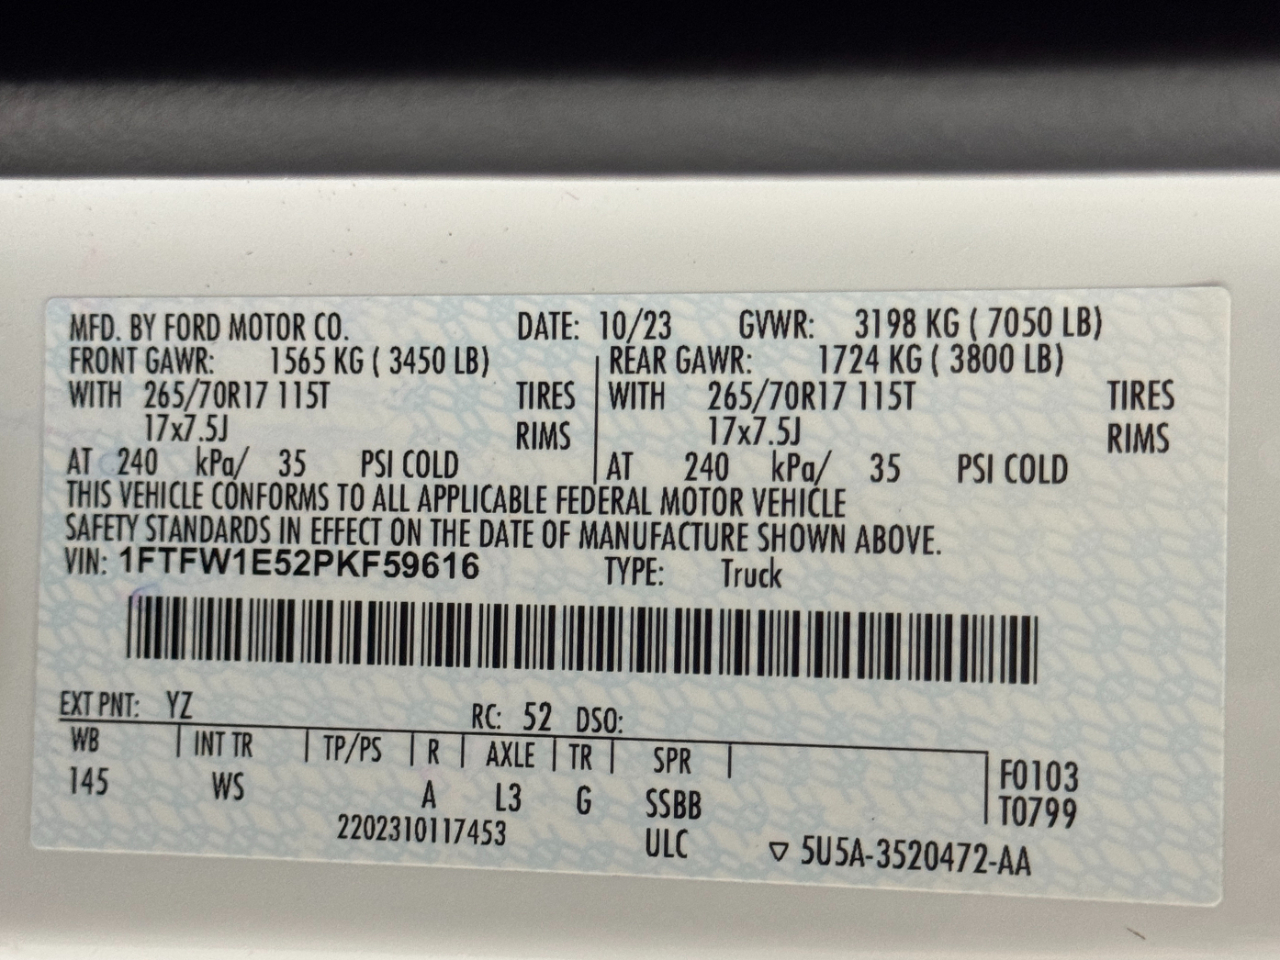 MFD. BY FORD MOTOR CO. DATE: 10/23 GVWR: 3198 KG ( 7050 LB)
FRONT GAWR: 1565 KG ( 3450 LB) REAR GAWR: 1724 KG ( 3800 LB)
WITH 265/70R17 115T TIRES WITH 265/70R17 115T TIRES
17x7.5J RIMS 17x7.5J RIMS
AT 240 kPa/ 35 PSI COLD AT 240 kPa/ 35 PSI COLD
THIS VEHICLE CONFORMS TO ALL APPLICABLE FEDERAL MOTOR VEHICLE
SAFETY STANDARDS IN EFFECT ON THE DATE OF MANUFACTURE SHOWN ABOVE.
VIN: 1FTFW1E52PKF59616 TYPE: Truck
EXT PNT: YZ RC: 52 DSO:
WB INT TR TP/PS R AXLE TR SPR F0103
145 WS A L3 G SSBB T0799
2202310117453 ULC ▽ 5U5A-3520472-AA